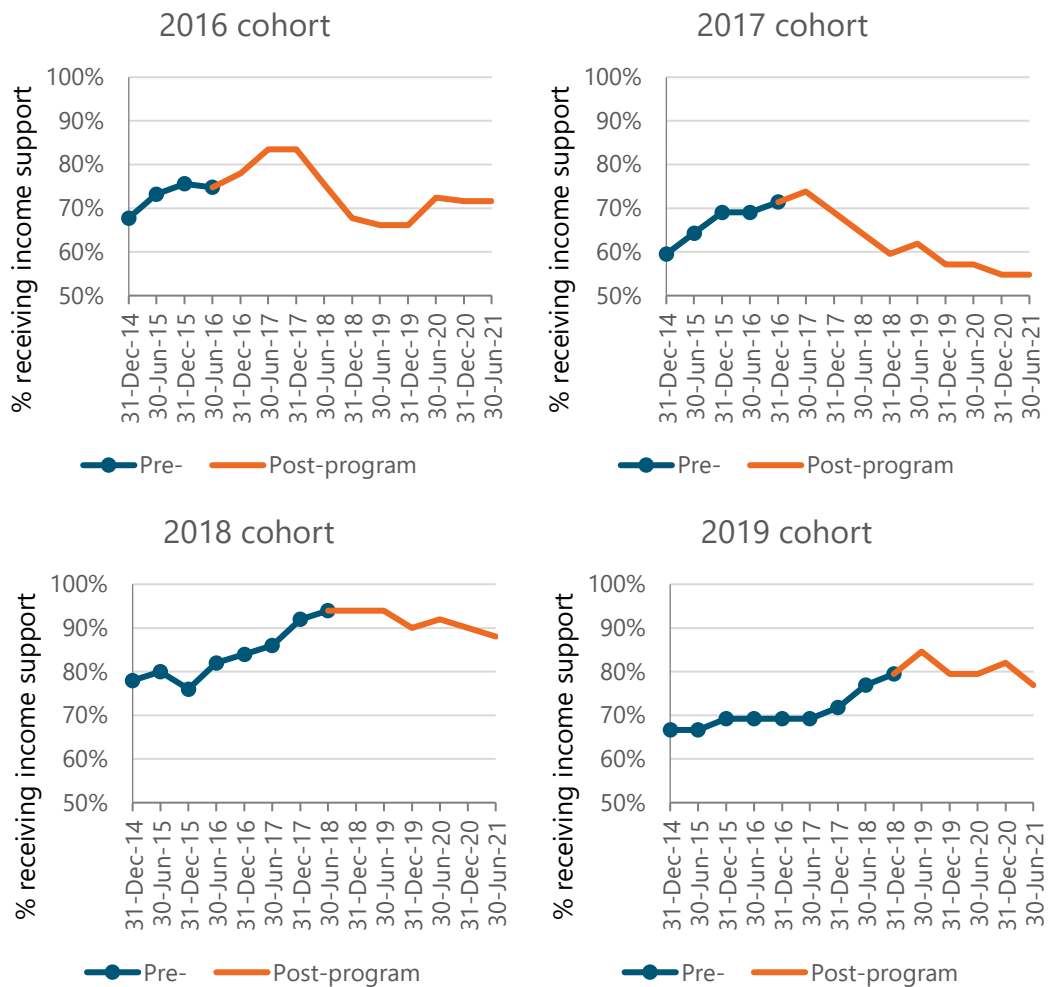 2016 cohort
% receiving income support
100%
90%
80%
70%
60%
50%
31-Dec-14
30-Jun-15
31-Dec-15
30-Jun-16
31-Dec-16
30-Jun-17
31-Dec-17
30-Jun-18
31-Dec-18
30-Jun-19
31-Dec-19
30-Jun-20
31-Dec-20
30-Jun-21
Pre- Post-program
2017 cohort
% receiving income support
100%
90%
80%
70%
60%
50%
31-Dec-14
30-Jun-15
31-Dec-15
30-Jun-16
31-Dec-16
30-Jun-17
31-Dec-17
30-Jun-18
31-Dec-18
30-Jun-19
31-Dec-19
30-Jun-20
31-Dec-20
30-Jun-21
Pre- Post-program
2018 cohort
% receiving income support
100%
90%
80%
70%
60%
50%
31-Dec-14
30-Jun-15
31-Dec-15
30-Jun-16
31-Dec-16
30-Jun-17
31-Dec-17
30-Jun-18
31-Dec-18
30-Jun-19
31-Dec-19
30-Jun-20
31-Dec-20
30-Jun-21
Pre- Post-program
2019 cohort
% receiving income support
100%
90%
80%
70%
60%
50%
31-Dec-14
30-Jun-15
31-Dec-15
30-Jun-16
31-Dec-16
30-Jun-17
31-Dec-17
30-Jun-18
31-Dec-18
30-Jun-19
31-Dec-19
30-Jun-20
31-Dec-20
30-Jun-21
Pre- Post-program